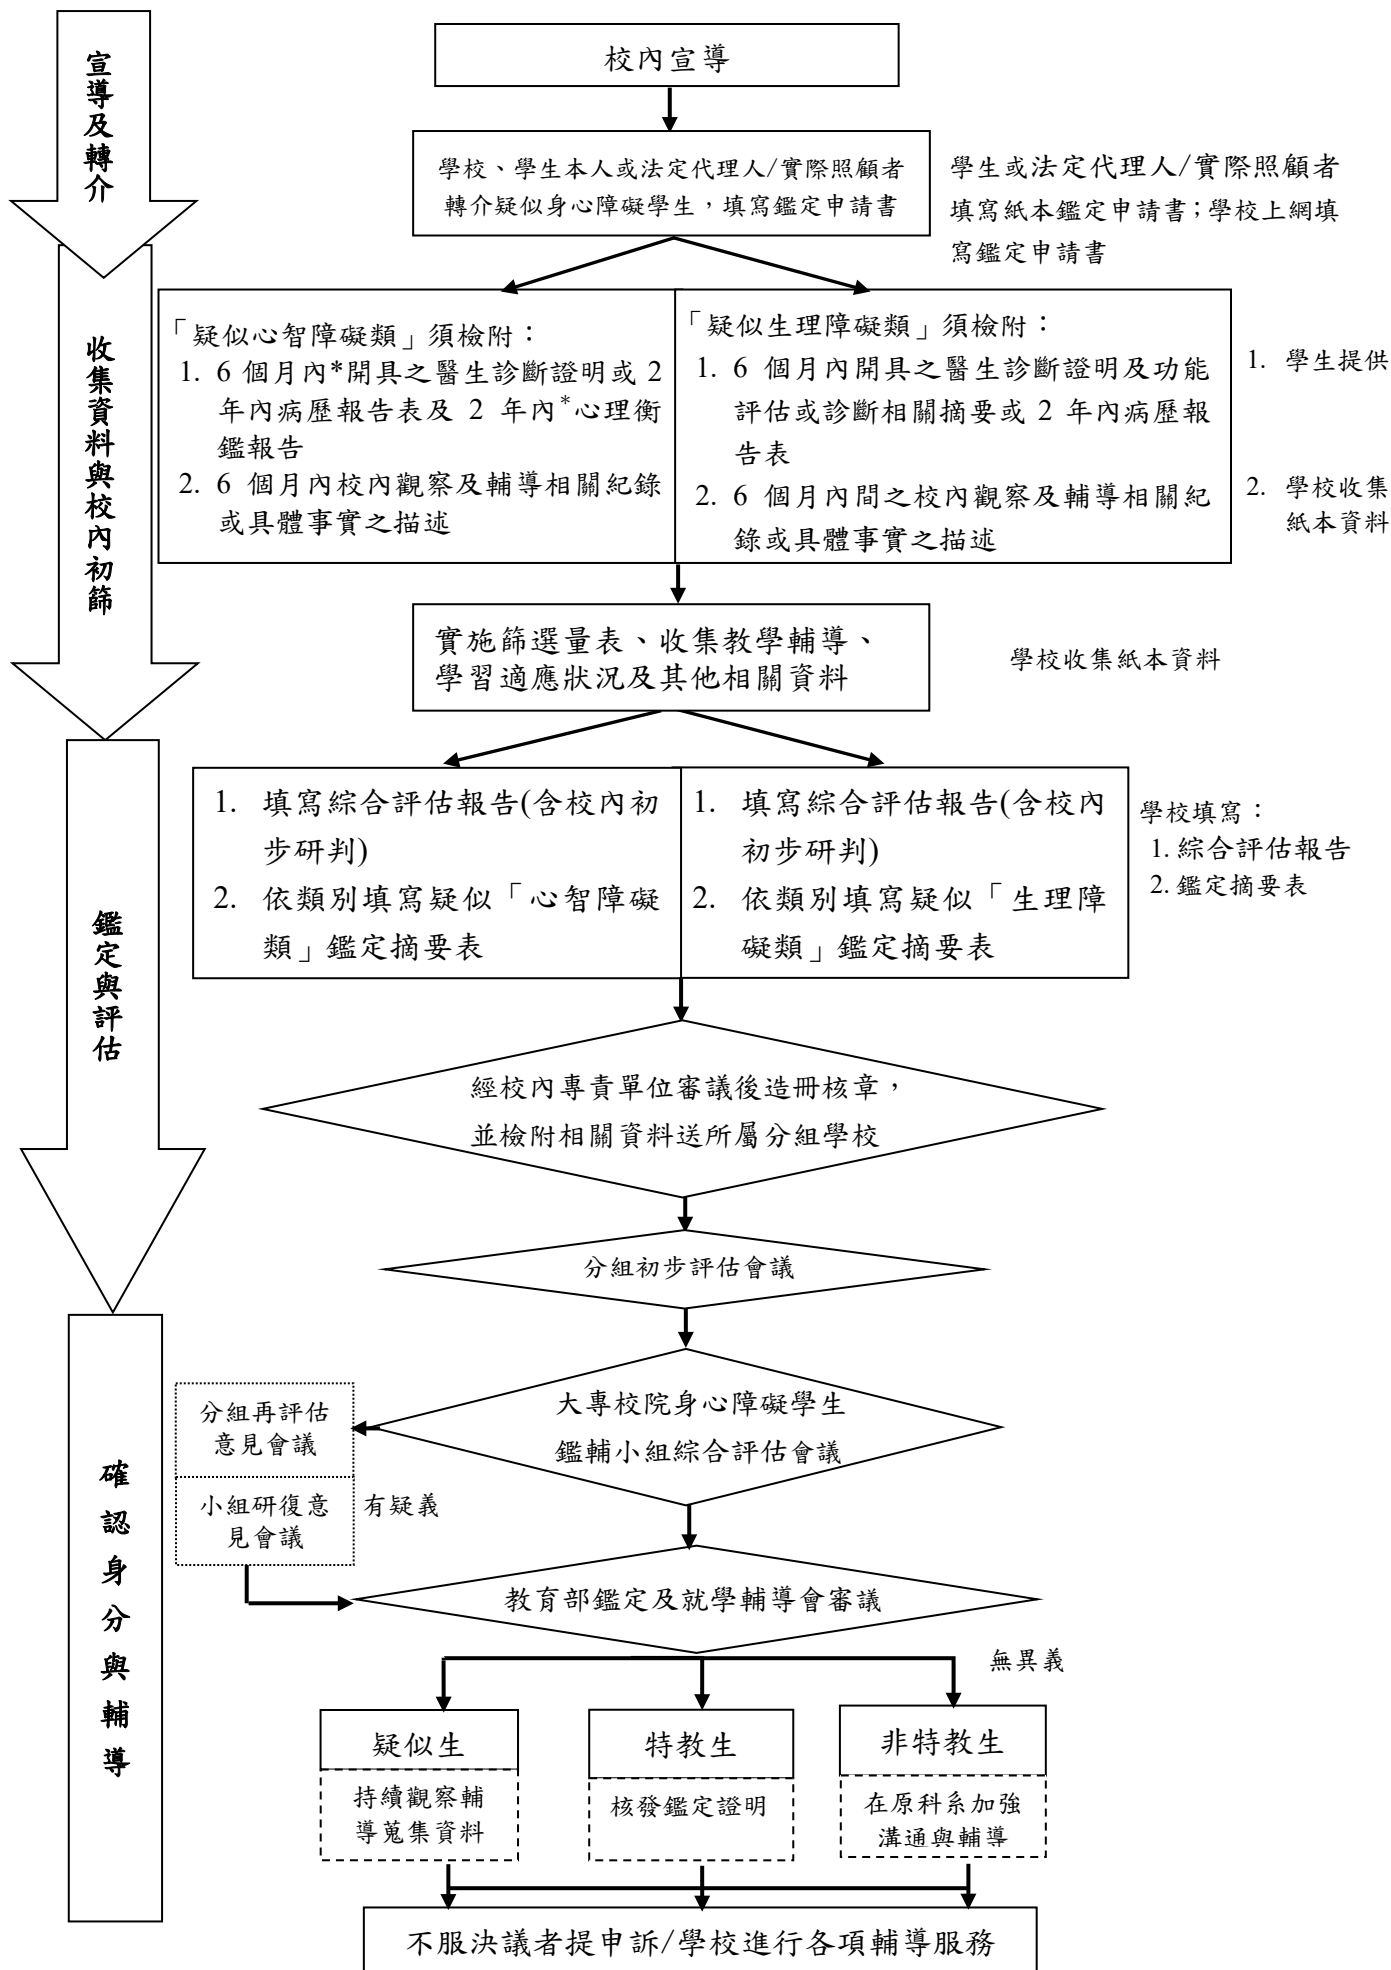 宣導及轉介
校內宣導
學校、學生本人或法定代理人/實際照顧者
轉介疑似身心障礙學生，填寫鑑定申請書
學生或法定代理人/實際照顧者
填寫紙本鑑定申請書；學校上網填
寫鑑定申請書
收集資料與校內初篩
「疑似心智障礙類」須檢附：
1. 6 個月內*開具之醫生診斷證明或 2
年內病歷報告表及 2 年內*心理衡
鑑報告
2. 6 個月內校內觀察及輔導相關紀錄
或具體事實之描述
「疑似生理障礙類」須檢附：
1. 6 個月內開具之醫生診斷證明及功能
評估或診斷相關摘要或 2 年內病歷報
告表
2. 6 個月內間之校內觀察及輔導相關紀
錄或具體事實之描述
1. 學生提供
2. 學校收集
紙本資料
實施篩選量表、收集教學輔導、
學習適應狀況及其他相關資料
學校收集紙本資料
鑑定與評估
1. 填寫綜合評估報告(含校內初
步研判)
2. 依類別填寫疑似「心智障礙
類」鑑定摘要表
1. 填寫綜合評估報告(含校內
初步研判)
2. 依類別填寫疑似「生理障
礙類」鑑定摘要表
學校填寫：
1. 綜合評估報告
2. 鑑定摘要表
經校內專責單位審議後造冊核章，
並檢附相關資料送所屬分組學校
分組初步評估會議
確認身分與輔導
大專校院身心障礙學生
鑑輔小組綜合評估會議
分組再評估
意見會議
小組研復意
見會議
有疑義
教育部鑑定及就學輔導會審議
無異義
疑似生
持續觀察輔
導蒐集資料
特教生
核發鑑定證明
非特教生
在原科系加強
溝通與輔導
不服決議者提申訴/學校進行各項輔導服務